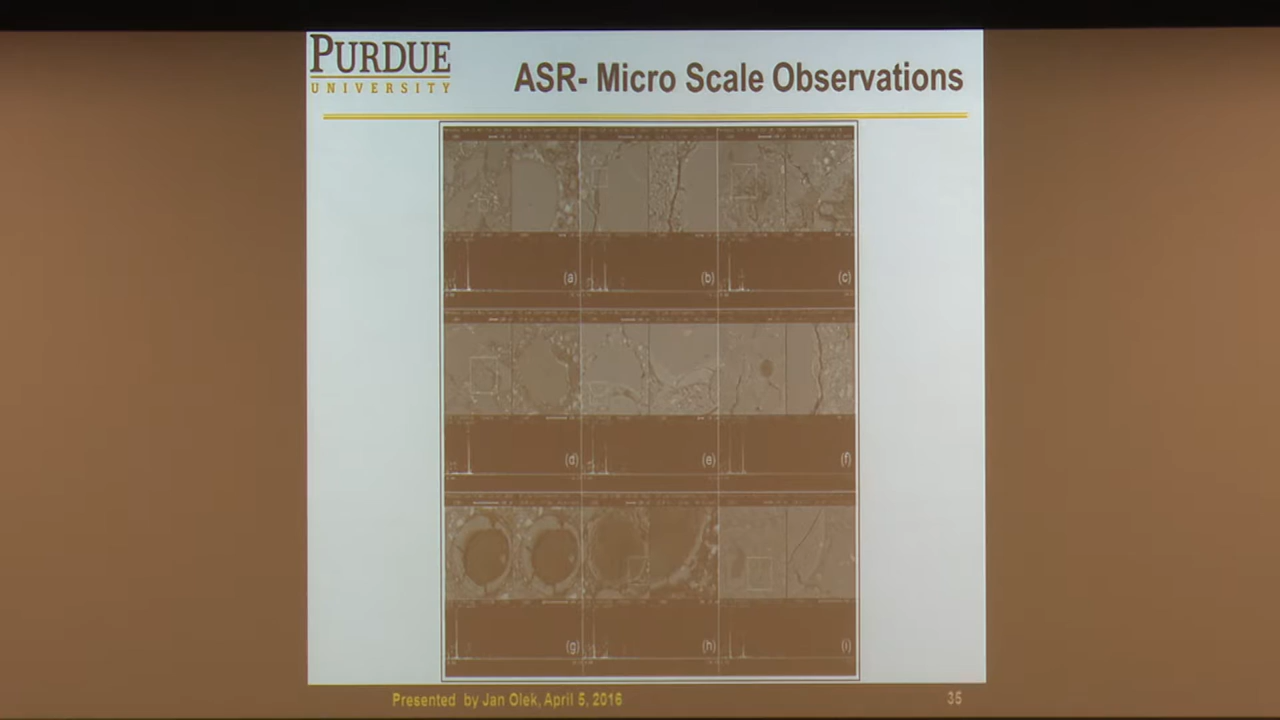 PURDUE
UNIVERSITY
ASR- Micro Scale Observations
(a)
(b)
(c)
(d)
(e)
(f)
(g)
(h)
(i)
Presented by Jan Olek, April 5, 2016
35